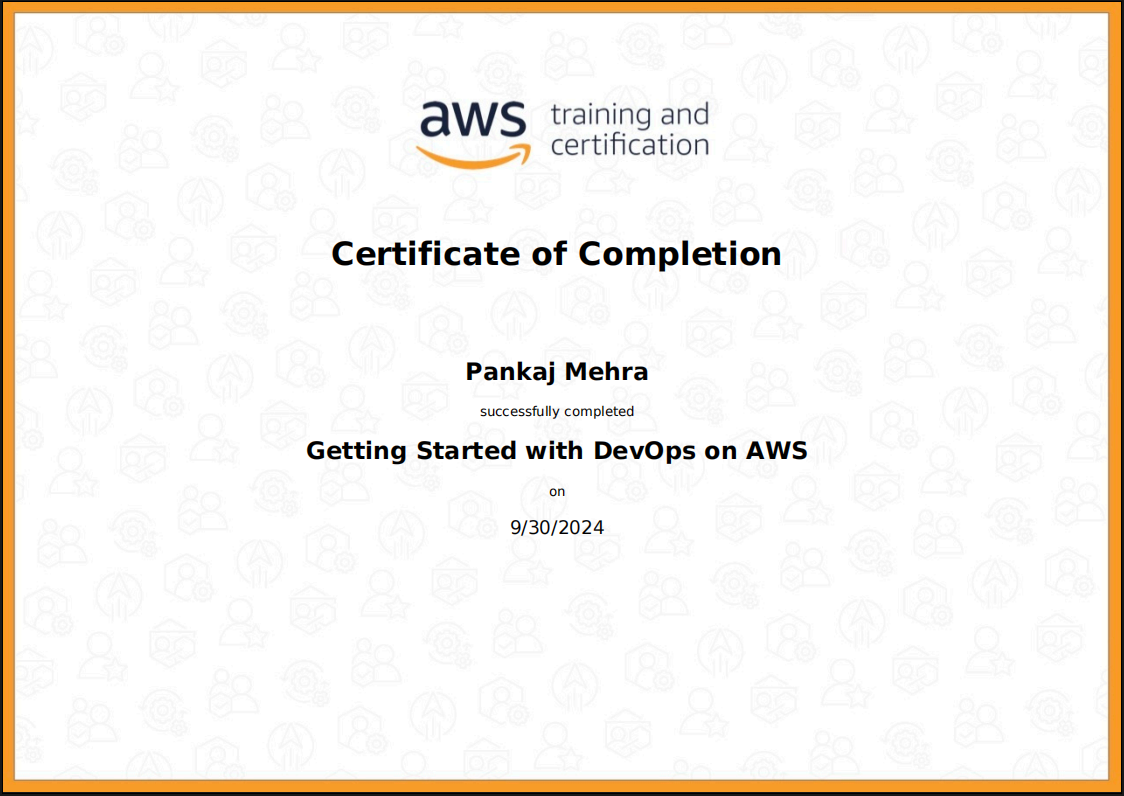 aws training and
certification
Certificate of Completion
Pankaj Mehra
successfully completed
Getting Started with DevOps on AWS
on
9/30/2024